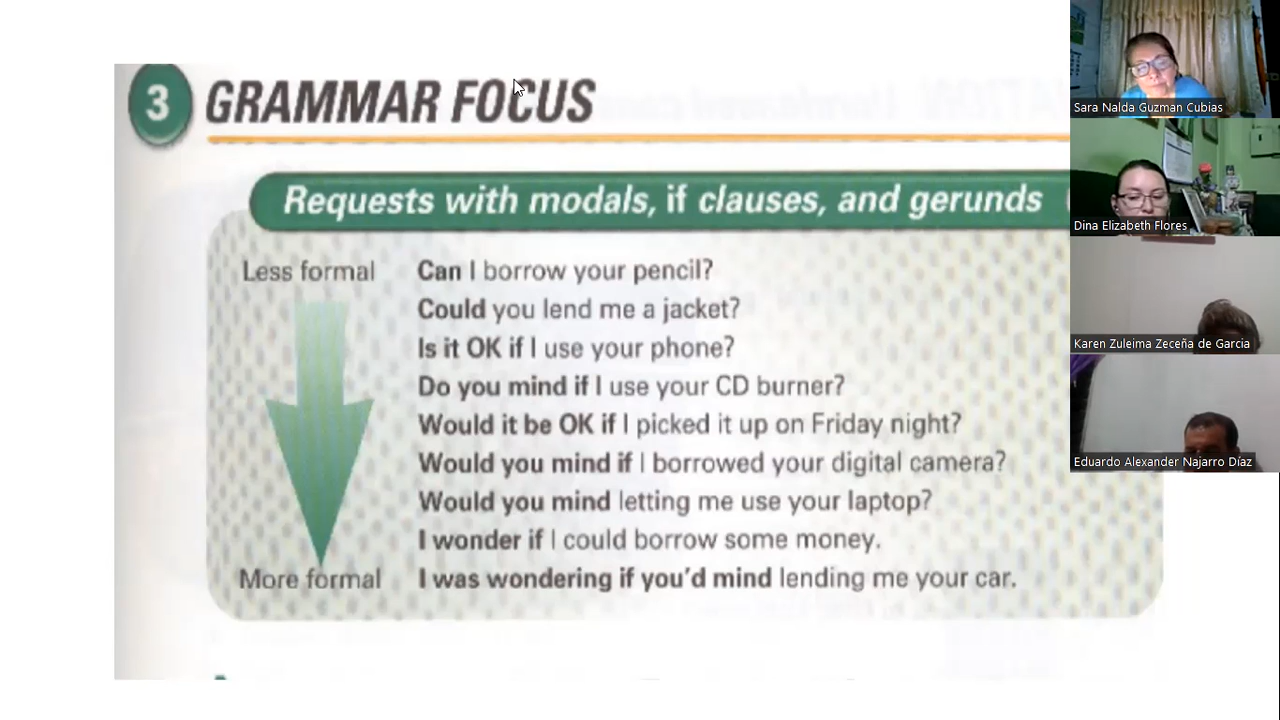 3 GRAMMAR FOCUS
Requests with modals, if clauses, and gerunds
Less formal Can I borrow your pencil?
Could you lend me a jacket?
Is it OK if I use your phone?
Do you mind if I use your CD burner?
Would it be OK if I picked it up on Friday night?
Would you mind if I borrowed your digital camera?
Would you mind letting me use your laptop?
I wonder if I could borrow some money.
More formal I was wondering if you'd mind lending me your car.
Sara Nalda Guzman Cubias
Dina Elizabeth Flores
Karen Zuleima Zeceña de Garcia
Eduardo Alexander Najarro Díaz